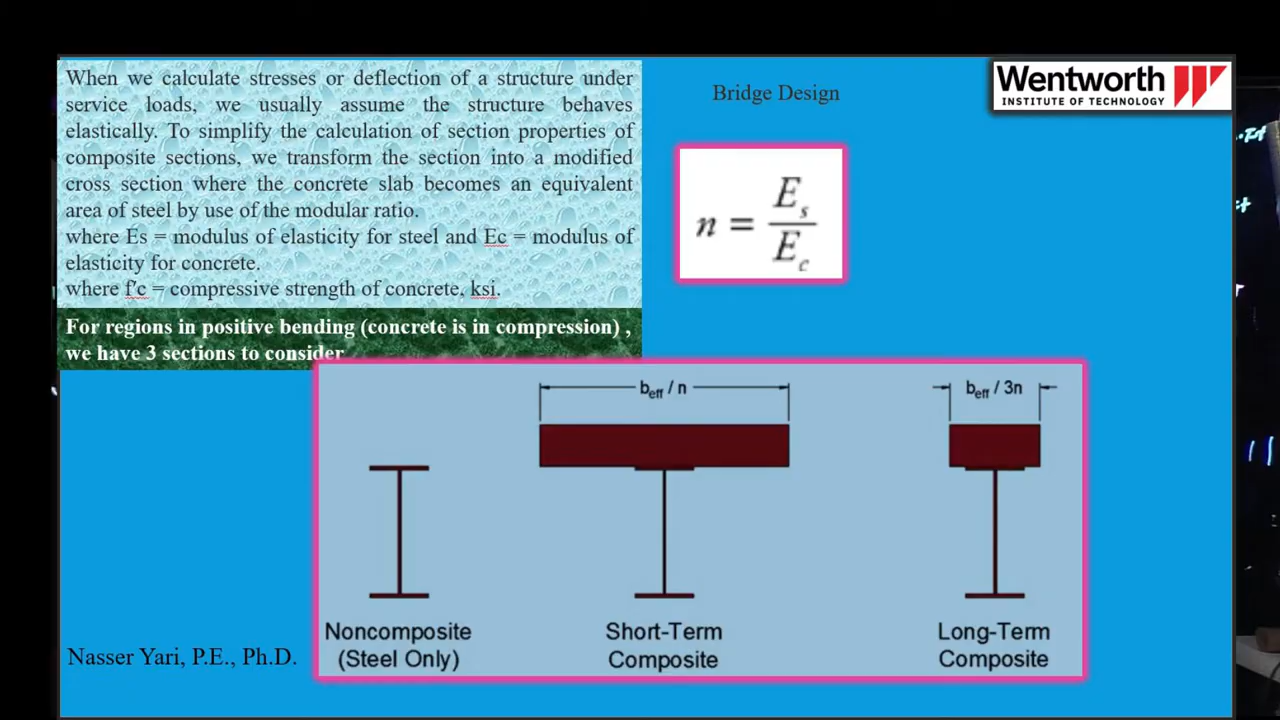 When we calculate stresses or deflection of a structure under
service loads, we usually assume the structure behaves
elastically. To simplify the calculation of section properties of
composite sections, we transform the section into a modified
cross section where the concrete slab becomes an equivalent
area of steel by use of the modular ratio.
where Es = modulus of elasticity for steel and Ec = modulus of
elasticity for concrete.
where f'c = compressive strength of concrete, ksi.
For regions in positive bending (concrete is in compression) ,
we have 3 sections to consider
Bridge Design
Wentworth
INSTITUTE OF TECHNOLOGY
n = E_s / E_c
b_eff / n
b_eff / 3n
Noncomposite
(Steel Only)
Short-Term
Composite
Long-Term
Composite
Nasser Yari, P.E., Ph.D.